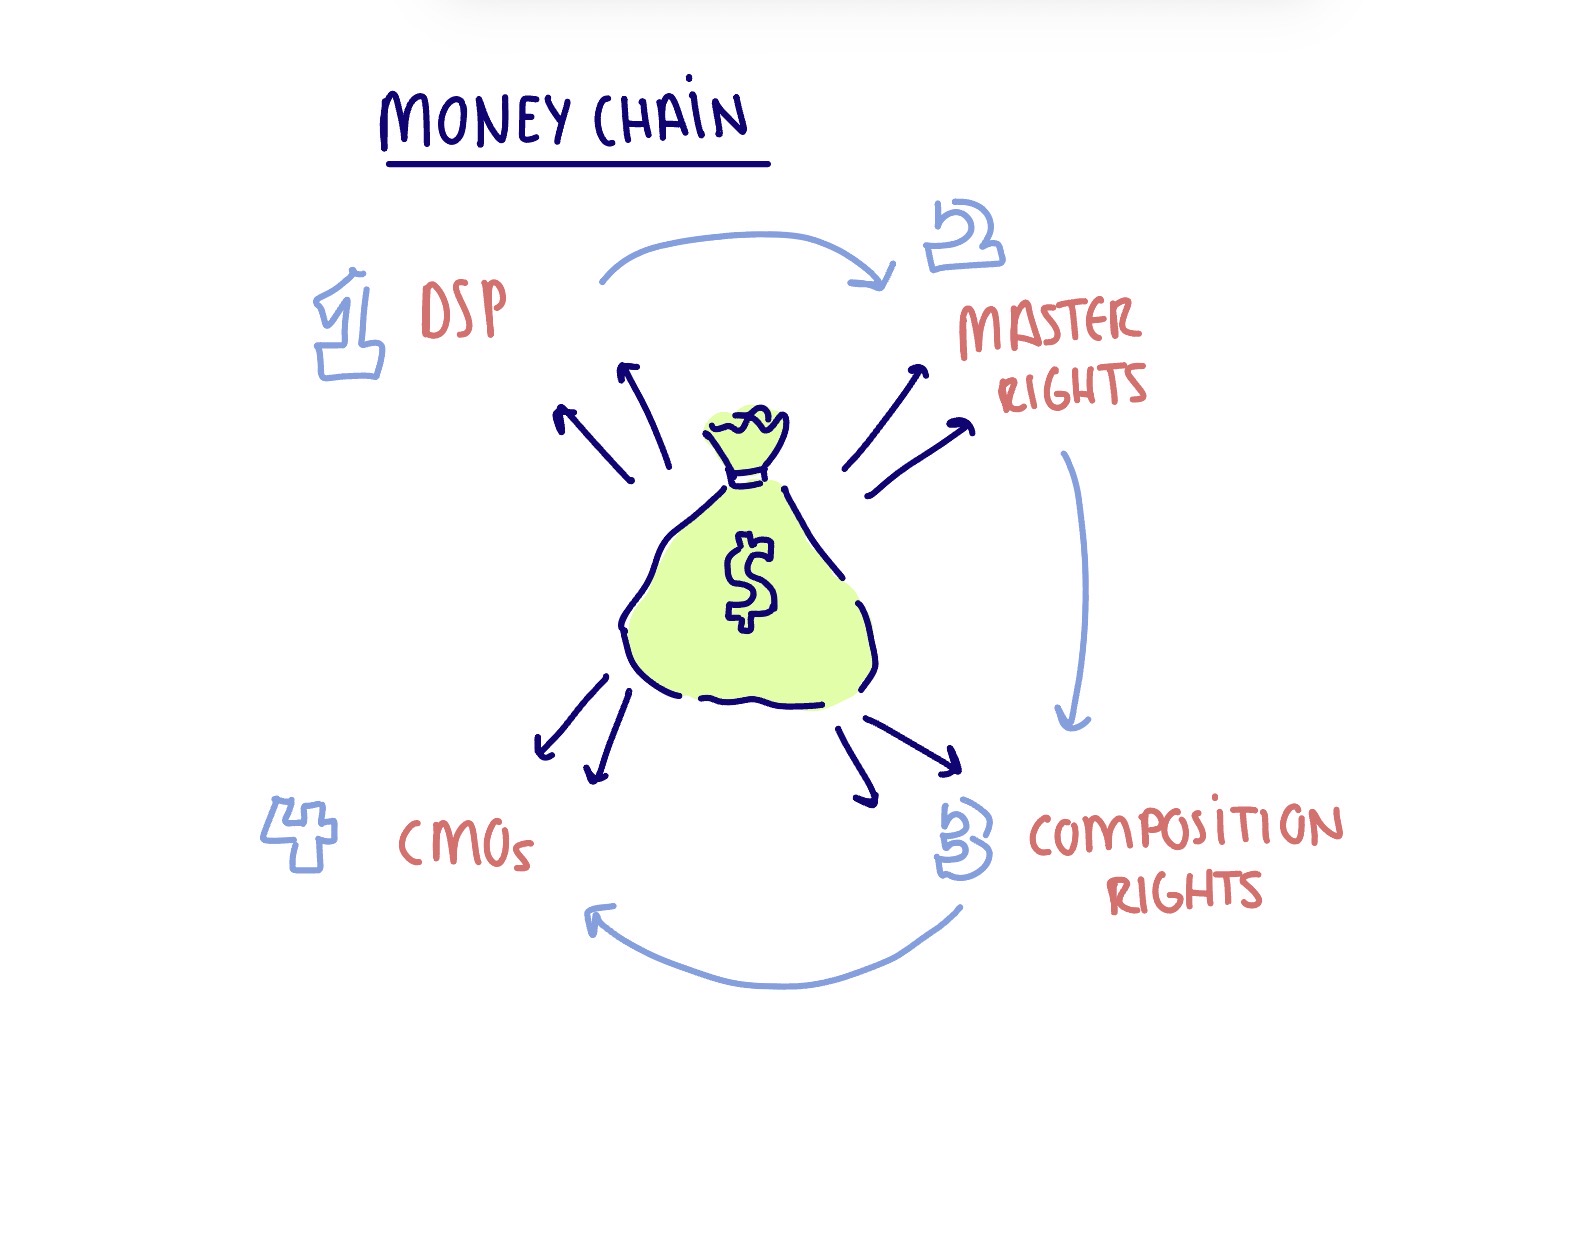 MONEY CHAiN
1 DSP
2
MASTER
RIGHTS
$
4 CMOs
3 COMPOSiTION
RIGHTS